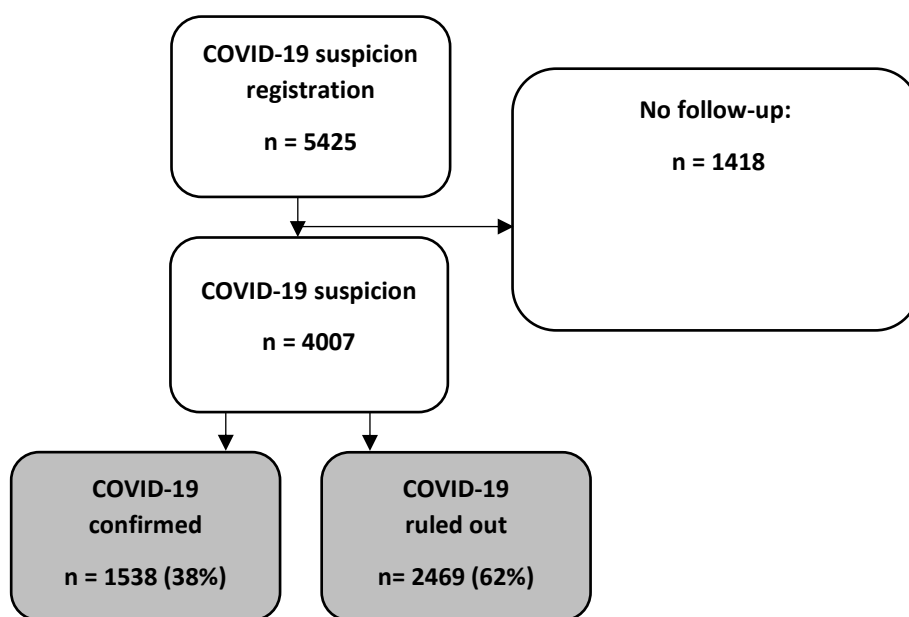 COVID-19 suspicion
registration
n = 5425
No follow-up:
n = 1418
COVID-19 suspicion
n = 4007
COVID-19
confirmed
n = 1538 (38%)
COVID-19
ruled out
n= 2469 (62%)